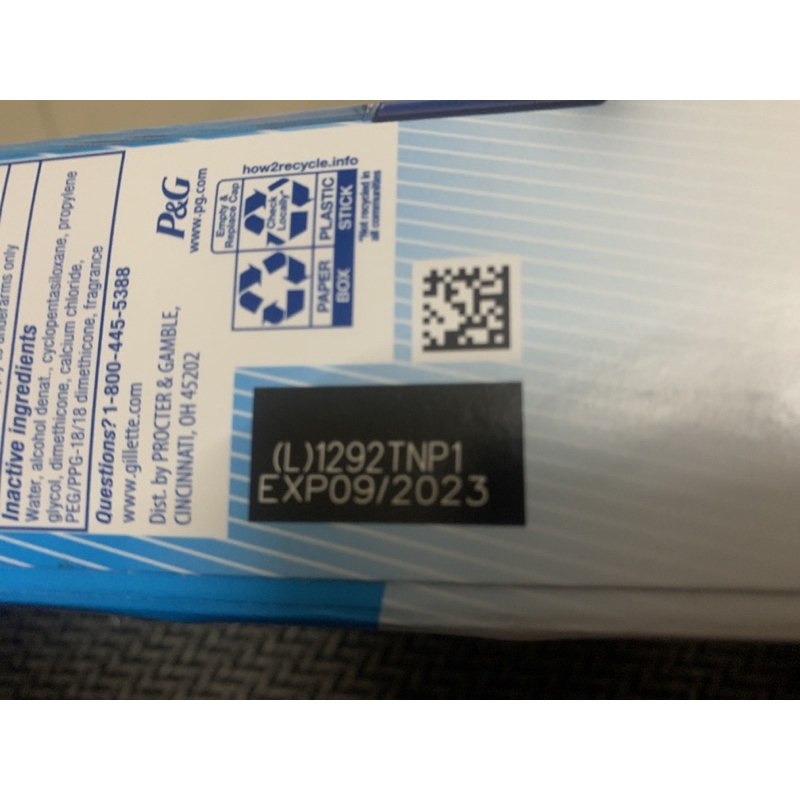 underarms only
Inactive ingredients
Water, alcohol denat., cyclopentasiloxane, propylene
glycol, dimethicone, calcium chloride,
PEG/PPG-18/18 dimethicone, fragrance
Questions? 1-800-445-5388
www.gillette.com
Dist. by PROCTER & GAMBLE,
CINCINNATI, OH 45202
P&G
www.pg.com
how2recycle.info
Empty &
Replace Cap
Check
Locally*
PAPER
BOX
PLASTIC
STICK
*Not recycled in
all communities
(L)1292TNP1
EXP09/2023